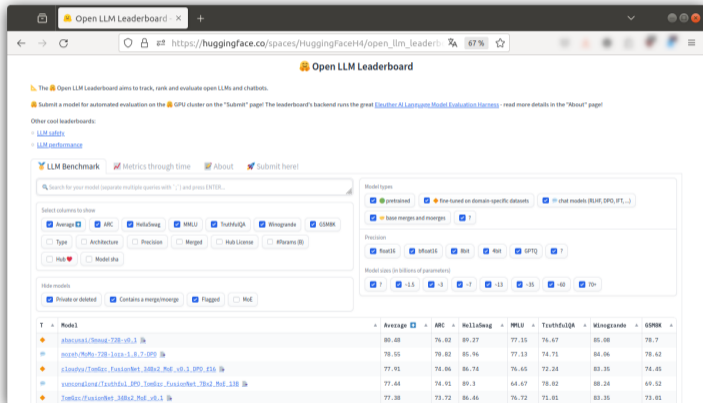 Open LLM Leaderboard
https://huggingface.co/spaces/HuggingFaceH4/open_llm_leaderb
67 %
Open LLM Leaderboard
The Open LLM Leaderboard aims to track, rank and evaluate open LLMs and chatbots.
Submit a model for automated evaluation on the GPU cluster on the "Submit" page! The leaderboard's backend runs the great Eleuther AI Language Model Evaluation Harness - read more details in the "About" page!
Other cool leaderboards:
LLM safety
LLM performance
LLM Benchmark Metrics through time About Submit here!
Search for your model (separate multiple queries with `;`) and press ENTER...
Select columns to show
Average ARC HellaSwag MMLU TruthfulQA Winogrande GSM8K
Type Architecture Precision Merged Hub License #Params (B)
Hub Model sha
Hide models
Private or deleted Contains a merge/moerge Flagged MoE
Model types
pretrained fine-tuned on domain-specific datasets chat models (RLHF, DPO, IFT, ...)
base merges and moerges ?
Precision
float16 bfloat16 8bit 4bit GPTQ ?
Model sizes (in billions of parameters)
? ~1.5 ~3 ~7 ~13 ~35 ~60 70+
T Model Average ARC HellaSwag MMLU TruthfulQA Winogrande GSM8K
abacusai/Smaug-72B-v0.1 80.48 76.02 89.27 77.15 76.67 85.08 78.7
moreh/MoMo-72B-lora-1.8.7-DPO 78.55 70.82 85.96 77.13 74.71 84.06 78.62
cloudyu/TomGrc_FusionNet_34Bx2_MoE_v0.1_DPO_f16 77.91 74.06 86.74 76.65 72.24 83.35 74.45
yunconglong/Truthful_DPO_TomGrc_FusionNet_7Bx2_MoE_13B 77.44 74.91 89.3 64.67 78.02 88.24 69.52
TomGrc/FusionNet_34Bx2_MoE_v0.1 77.38 73.72 86.46 76.72 71.01 83.35 73.01